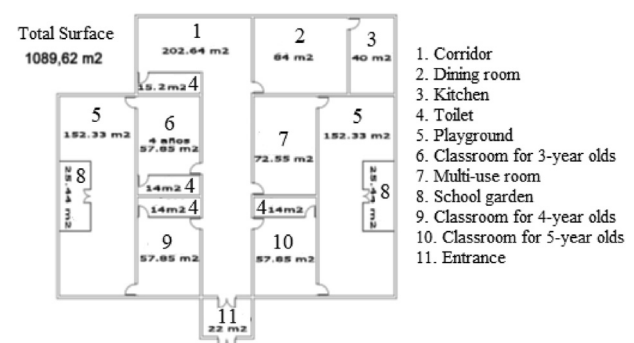 Total Surface
1089,62 m2
1
202.64 m2
2
64 m2
3
40 m2
15.2m2 4
5
152.33 m2
6
4 años
57.85 m2
7
72.55 m2
5
152.33 m2
8
25.44 m2
14m2 4
14m2 4
4 14m2
8
25.44 m2
9
57.85 m2
10
57.85 m2
11
22 m2
1. Corridor
2. Dining room
3. Kitchen
4. Toilet
5. Playground
6. Classroom for 3-year olds
7. Multi-use room
8. School garden
9. Classroom for 4-year olds
10. Classroom for 5-year olds
11. Entrance